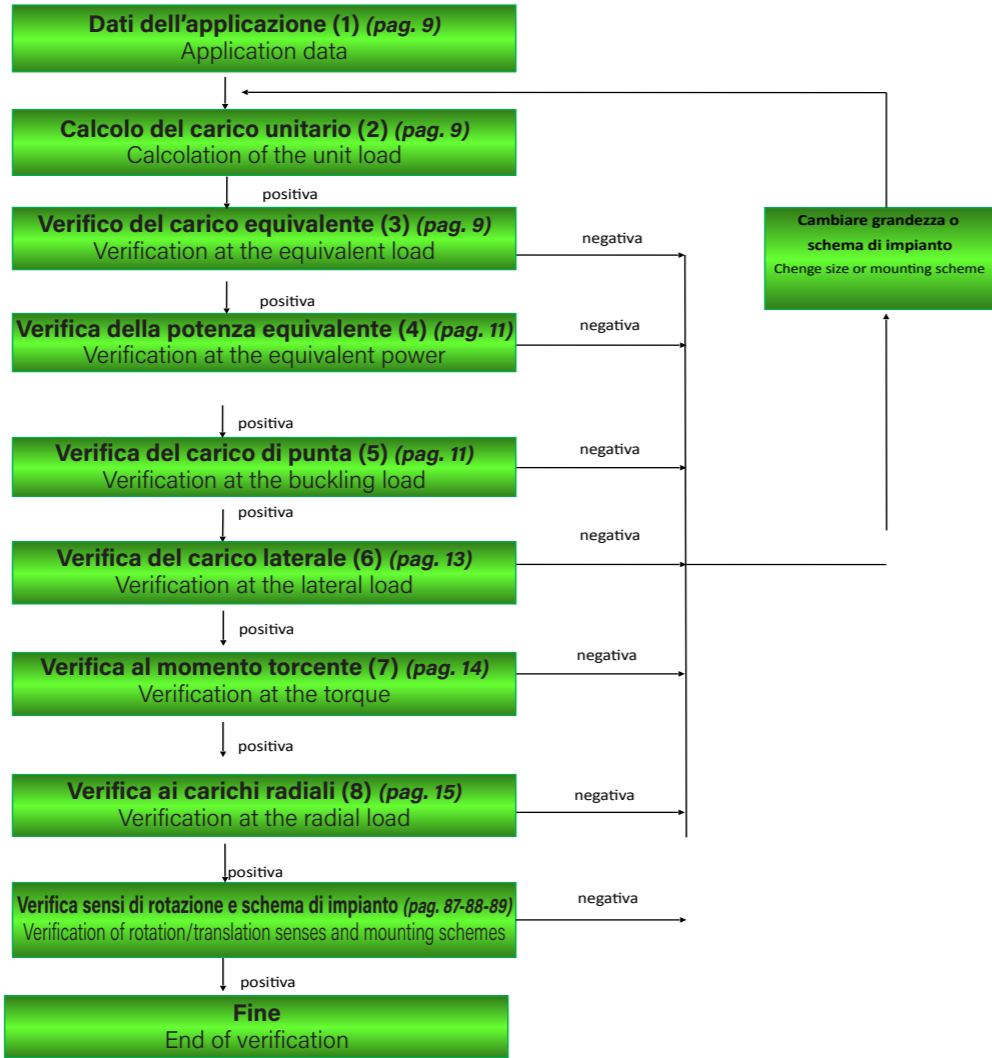 Dati dell'applicazione (1) (pag. 9)
Application data
Calcolo del carico unitario (2) (pag. 9)
Calcolation of the unit load
positiva
Verifico del carico equivalente (3) (pag. 9)
Verification at the equivalent load
negativa
Cambiare grandezza o
schema di impianto
Chenge size or mounting scheme
positiva
Verifica della potenza equivalente (4) (pag. 11)
Verification at the equivalent power
negativa
positiva
Verifica del carico di punta (5) (pag. 11)
Verification at the buckling load
negativa
positiva
Verifica del carico laterale (6) (pag. 13)
Verification at the lateral load
negativa
positiva
Verifica al momento torcente (7) (pag. 14)
Verification at the torque
negativa
positiva
Verifica ai carichi radiali (8) (pag. 15)
Verification at the radial load
negativa
positiva
Verifica sensi di rotazione e schema di impianto (pag. 87-88-89)
Verification of rotation/translation senses and mounting schemes
negativa
positiva
Fine
End of verification